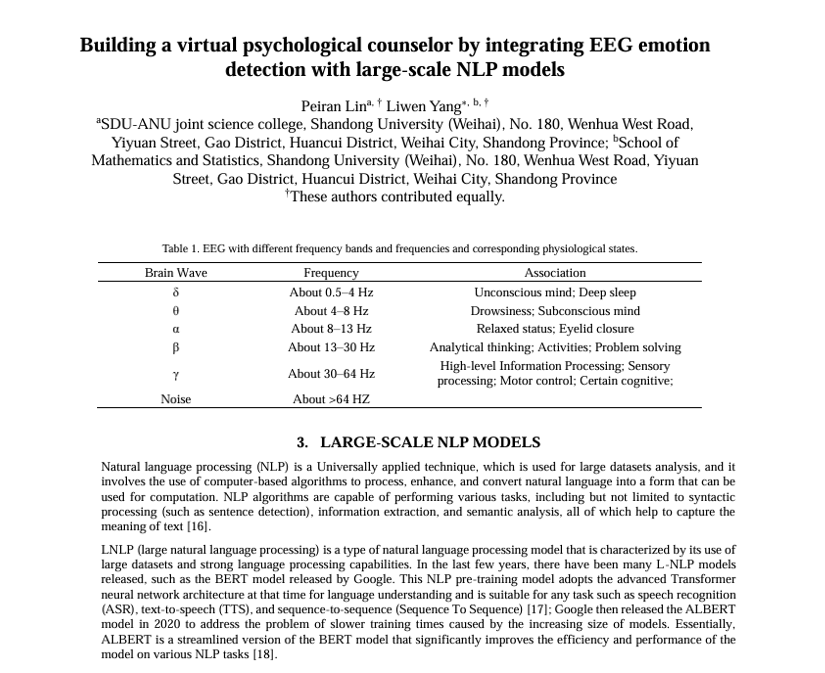 Building a virtual psychological counselor by integrating EEG emotion
detection with large-scale NLP models
Peiran Linᵃ, † Liwen Yang*, ᵇ, †
ᵃSDU-ANU joint science college, Shandong University (Weihai), No. 180, Wenhua West Road,
Yiyuan Street, Gao District, Huancui District, Weihai City, Shandong Province; ᵇSchool of
Mathematics and Statistics, Shandong University (Weihai), No. 180, Wenhua West Road, Yiyuan
Street, Gao District, Huancui District, Weihai City, Shandong Province
†These authors contributed equally.
Table 1. EEG with different frequency bands and frequencies and corresponding physiological states.
Brain Wave Frequency Association
δ About 0.5–4 Hz Unconscious mind; Deep sleep
θ About 4–8 Hz Drowsiness; Subconscious mind
α About 8–13 Hz Relaxed status; Eyelid closure
β About 13–30 Hz Analytical thinking; Activities; Problem solving
γ About 30–64 Hz High-level Information Processing; Sensory
processing; Motor control; Certain cognitive;
Noise About >64 HZ
3. LARGE-SCALE NLP MODELS
Natural language processing (NLP) is a Universally applied technique, which is used for large datasets analysis, and it
involves the use of computer-based algorithms to process, enhance, and convert natural language into a form that can be
used for computation. NLP algorithms are capable of performing various tasks, including but not limited to syntactic
processing (such as sentence detection), information extraction, and semantic analysis, all of which help to capture the
meaning of text [16].
LNLP (large natural language processing) is a type of natural language processing model that is characterized by its use of
large datasets and strong language processing capabilities. In the last few years, there have been many L-NLP models
released, such as the BERT model released by Google. This NLP pre-training model adopts the advanced Transformer
neural network architecture at that time for language understanding and is suitable for any task such as speech recognition
(ASR), text-to-speech (TTS), and sequence-to-sequence (Sequence To Sequence) [17]; Google then released the ALBERT
model in 2020 to address the problem of slower training times caused by the increasing size of models. Essentially,
ALBERT is a streamlined version of the BERT model that significantly improves the efficiency and performance of the
model on various NLP tasks [18].